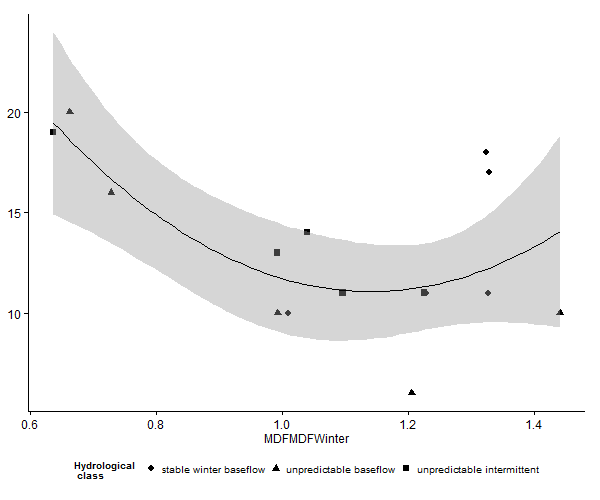 20
15
10
0.6 0.8 1.0 1.2 1.4
MDFMDFWinter
Hydrological
class
stable winter baseflow unpredictable baseflow unpredictable intermittent